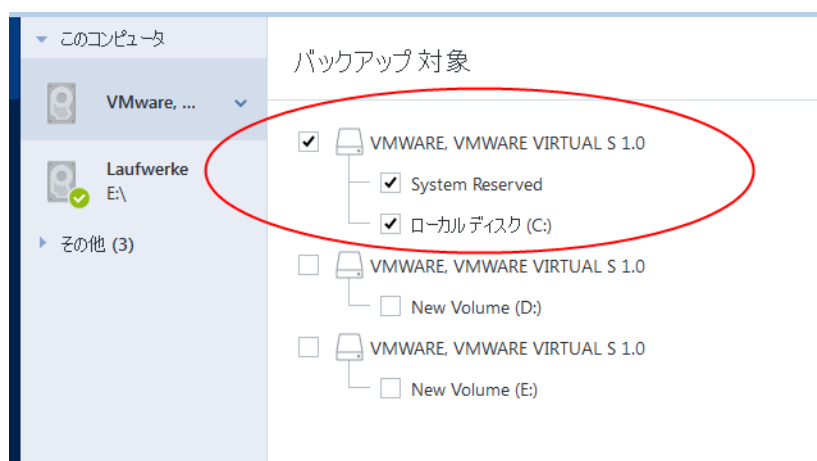 このコンピュータ
VMware, ...
Laufwerke
E:\
その他 (3)
バックアップ 対象
VMWARE, VMWARE VIRTUAL S 1.0
System Reserved
ローカル ディスク (C:)
VMWARE, VMWARE VIRTUAL S 1.0
New Volume (D:)
VMWARE, VMWARE VIRTUAL S 1.0
New Volume (E:)